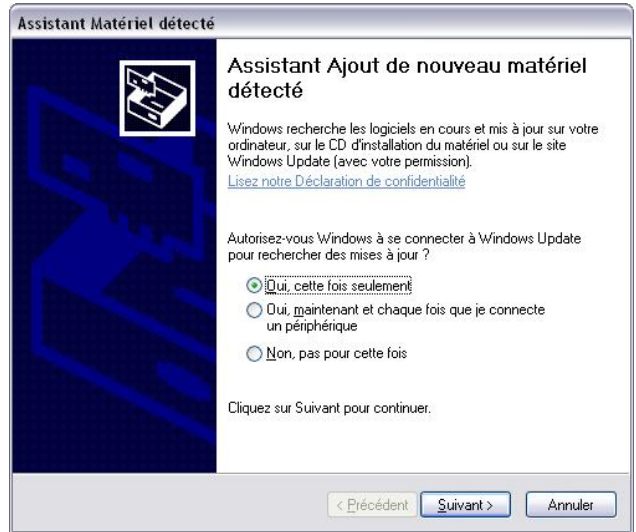 Assistant Matériel détecté
Assistant Ajout de nouveau matériel
détecté
Windows recherche les logiciels en cours et mis à jour sur votre
ordinateur, sur le CD d'installation du matériel ou sur le site
Windows Update (avec votre permission).
Lisez notre Déclaration de confidentialité
Autorisez-vous Windows à se connecter à Windows Update
pour rechercher des mises à jour ?
Oui, cette fois seulement
Oui, maintenant et chaque fois que je connecte
un périphérique
Non, pas pour cette fois
Cliquez sur Suivant pour continuer.
< Précédent Suivant > Annuler